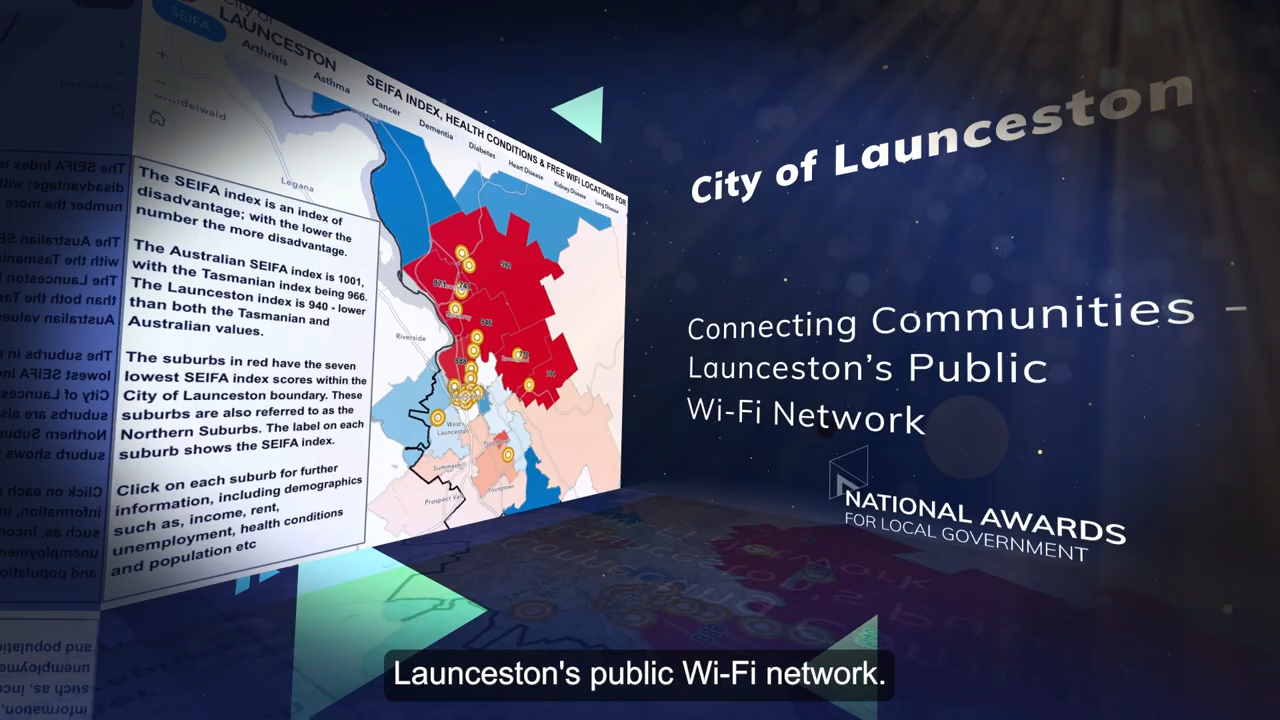 City of
LAUNCESTON
SEIFA
SEIFA INDEX, HEALTH CONDITIONS & FREE WIFI LOCATIONS FOR
Arthritis
Asthma
Cancer
Dementia
Diabetes
Heart Disease
Kidney Disease
Lung Disease
Legana
Riverside
592
846
888
West Launceston
Summerhill
Prospect Vale
Youngtown
The SEIFA index is an index of
disadvantage; with the lower the
number the more disadvantage.
The Australian SEIFA index is 1001,
with the Tasmanian index being 966.
The Launceston index is 940 - lower
than both the Tasmanian and
Australian values.
The suburbs in red have the seven
lowest SEIFA index scores within the
City of Launceston boundary. These
suburbs are also referred to as the
Northern Suburbs. The label on each
suburb shows the SEIFA index.
Click on each suburb for further
information, including demographics
such as, income, rent,
unemployment, health conditions
and population etc
City of Launceston
Connecting Communities –
Launceston's Public
Wi-Fi Network
NATIONAL AWARDS
FOR LOCAL GOVERNMENT
Launceston's public Wi-Fi network.